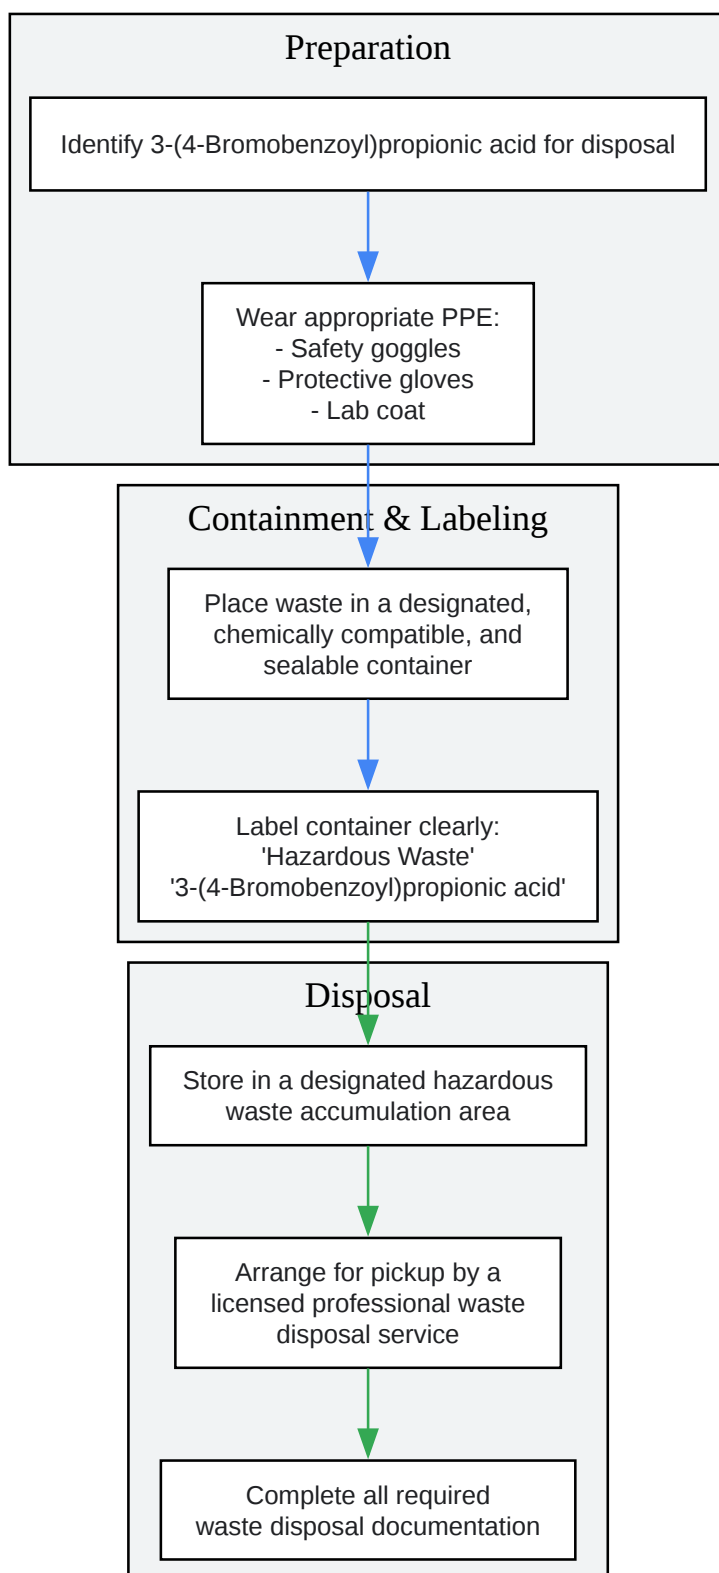 Preparation
Identify 3-(4-Bromobenzoyl)propionic acid for disposal
Wear appropriate PPE:
- Safety goggles
- Protective gloves
- Lab coat
Containment & Labeling
Place waste in a designated,
chemically compatible, and
sealable container
Label container clearly:
'Hazardous Waste'
'3-(4-Bromobenzoyl)propionic acid'
Disposal
Store in a designated hazardous
waste accumulation area
Arrange for pickup by a
licensed professional waste
disposal service
Complete all required
waste disposal documentation